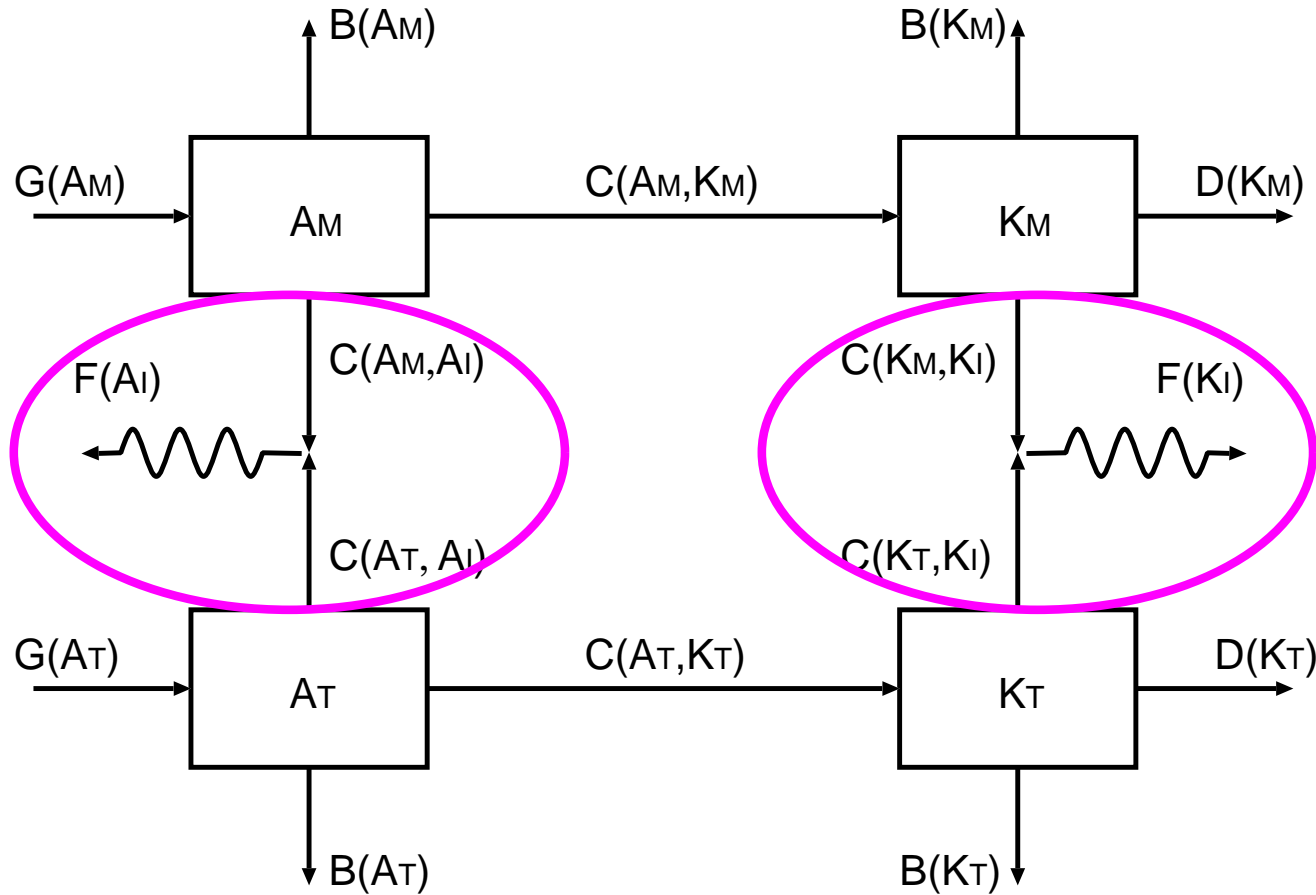 B(AM)
B(KM)
G(AM)
C(AM,KM)
D(KM)
AM
KM
C(AM,AI)
C(KM,KI)
F(AI)
F(KI)
C(AT, AI)
C(KT,KI)
G(AT)
C(AT,KT)
D(KT)
AT
KT
B(AT)
B(KT)